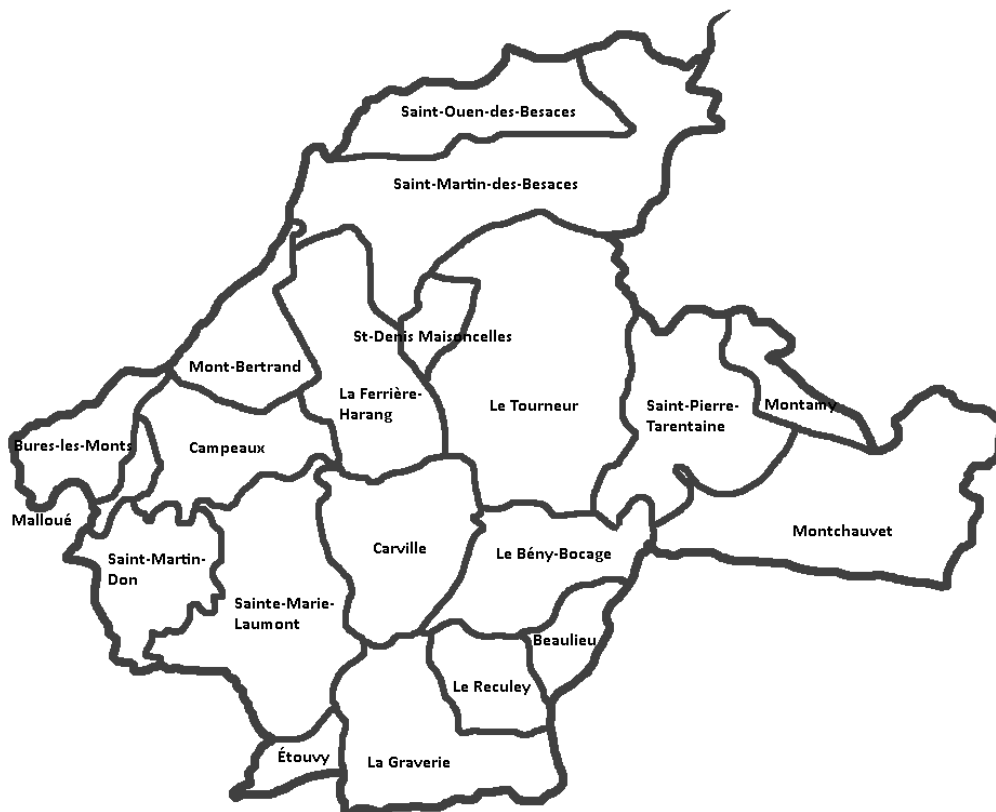 Saint-Ouen-des-Besaces
Saint-Martin-des-Besaces
St-Denis Maisoncelles
Mont-Bertrand
La Ferrière-
Harang
Le Tourneur
Saint-Pierre-
Tarentaine
Montamy
Bures-les-Monts
Campeaux
Malloué
Montchauvet
Saint-Martin-
Don
Carville
Le Bény-Bocage
Sainte-Marie-
Laumont
Beaulieu
Le Reculey
Étouvy
La Graverie